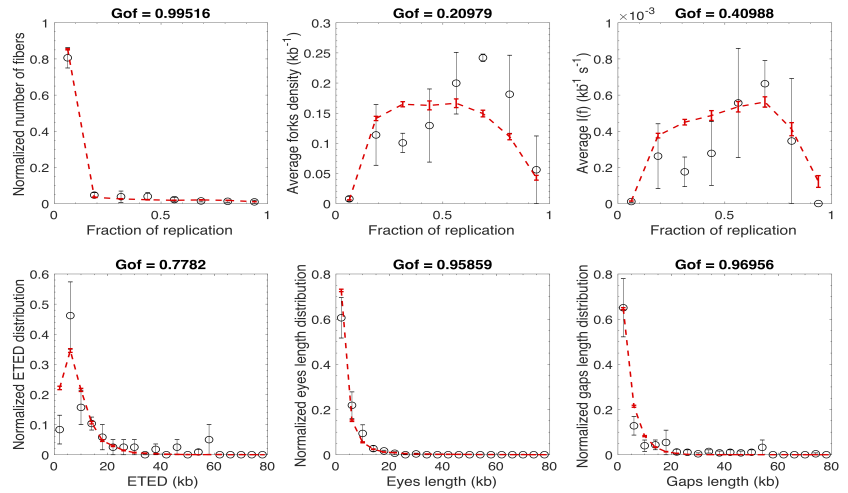 Gof = 0.99516
Normalized number of fibers
1
0.8
0.6
0.4
0.2
0
0 0.5 1
Fraction of replication
Gof = 0.20979
Average forks density (kb⁻¹)
0.3
0.25
0.2
0.15
0.1
0.05
0
0 0.5 1
Fraction of replication
Gof = 0.40988
×10⁻³
Average I(f) (kb⁻¹ s⁻¹)
1
0.8
0.6
0.4
0.2
0
0 0.5 1
Fraction of replication
Gof = 0.7782
Normalized ETED distribution
0.6
0.5
0.4
0.3
0.2
0.1
0
0 20 40 60 80
ETED (kb)
Gof = 0.95859
Normalized eyes length distribution
0.8
0.6
0.4
0.2
0
0 20 40 60 80
Eyes length (kb)
Gof = 0.96956
Normalized gaps length distribution
0.8
0.6
0.4
0.2
0
0 20 40 60 80
Gaps length (kb)